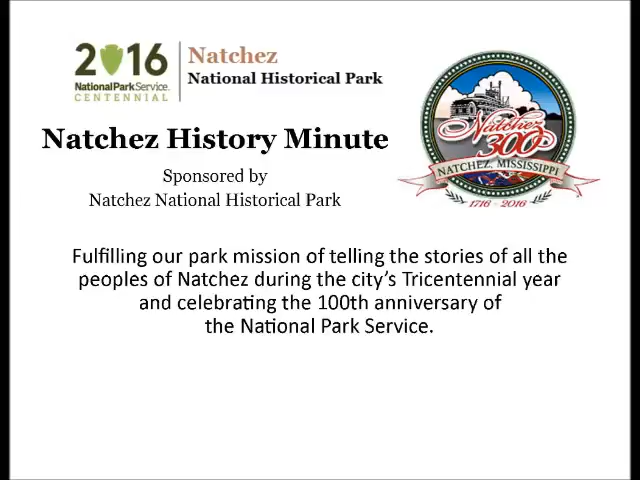 2016
National Park Service®
CENTENNIAL
Natchez
National Historical Park
Natchez History Minute
Sponsored by
Natchez National Historical Park
Natchez
300
NATCHEZ, MISSISSIPPI
1716 - 2016
Fulfilling our park mission of telling the stories of all the
peoples of Natchez during the city's Tricentennial year
and celebrating the 100th anniversary of
the National Park Service.